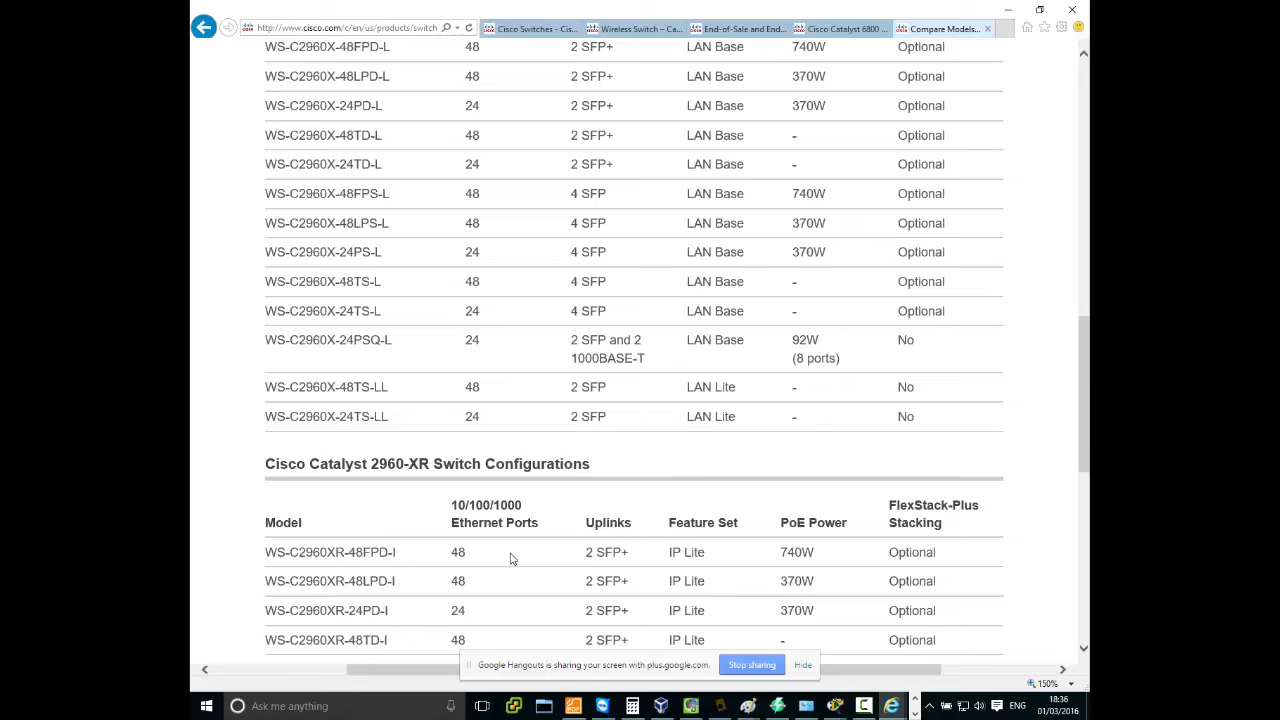 http://www.cisco.com/c/en/us/products/switch
Cisco Switches - Cis...
Wireless Switch – Ca...
End-of-Sale and End...
Cisco Catalyst 6800 ...
Compare Models...
WS-C2960X-48FPD-L 48 2 SFP+ LAN Base 740W Optional
WS-C2960X-48LPD-L 48 2 SFP+ LAN Base 370W Optional
WS-C2960X-24PD-L 24 2 SFP+ LAN Base 370W Optional
WS-C2960X-48TD-L 48 2 SFP+ LAN Base - Optional
WS-C2960X-24TD-L 24 2 SFP+ LAN Base - Optional
WS-C2960X-48FPS-L 48 4 SFP LAN Base 740W Optional
WS-C2960X-48LPS-L 48 4 SFP LAN Base 370W Optional
WS-C2960X-24PS-L 24 4 SFP LAN Base 370W Optional
WS-C2960X-48TS-L 48 4 SFP LAN Base - Optional
WS-C2960X-24TS-L 24 4 SFP LAN Base - Optional
WS-C2960X-24PSQ-L 24 2 SFP and 2 LAN Base 92W No
1000BASE-T (8 ports)
WS-C2960X-48TS-LL 48 2 SFP LAN Lite - No
WS-C2960X-24TS-LL 24 2 SFP LAN Lite - No
Cisco Catalyst 2960-XR Switch Configurations
10/100/1000 FlexStack-Plus
Model Ethernet Ports Uplinks Feature Set PoE Power Stacking
WS-C2960XR-48FPD-I 48 2 SFP+ IP Lite 740W Optional
WS-C2960XR-48LPD-I 48 2 SFP+ IP Lite 370W Optional
WS-C2960XR-24PD-I 24 2 SFP+ IP Lite 370W Optional
WS-C2960XR-48TD-I 48 2 SFP+ IP Lite - Optional
Google Hangouts is sharing your screen with plus.google.com. Stop sharing Hide
150%
Ask me anything
ENG
18:36
01/03/2016